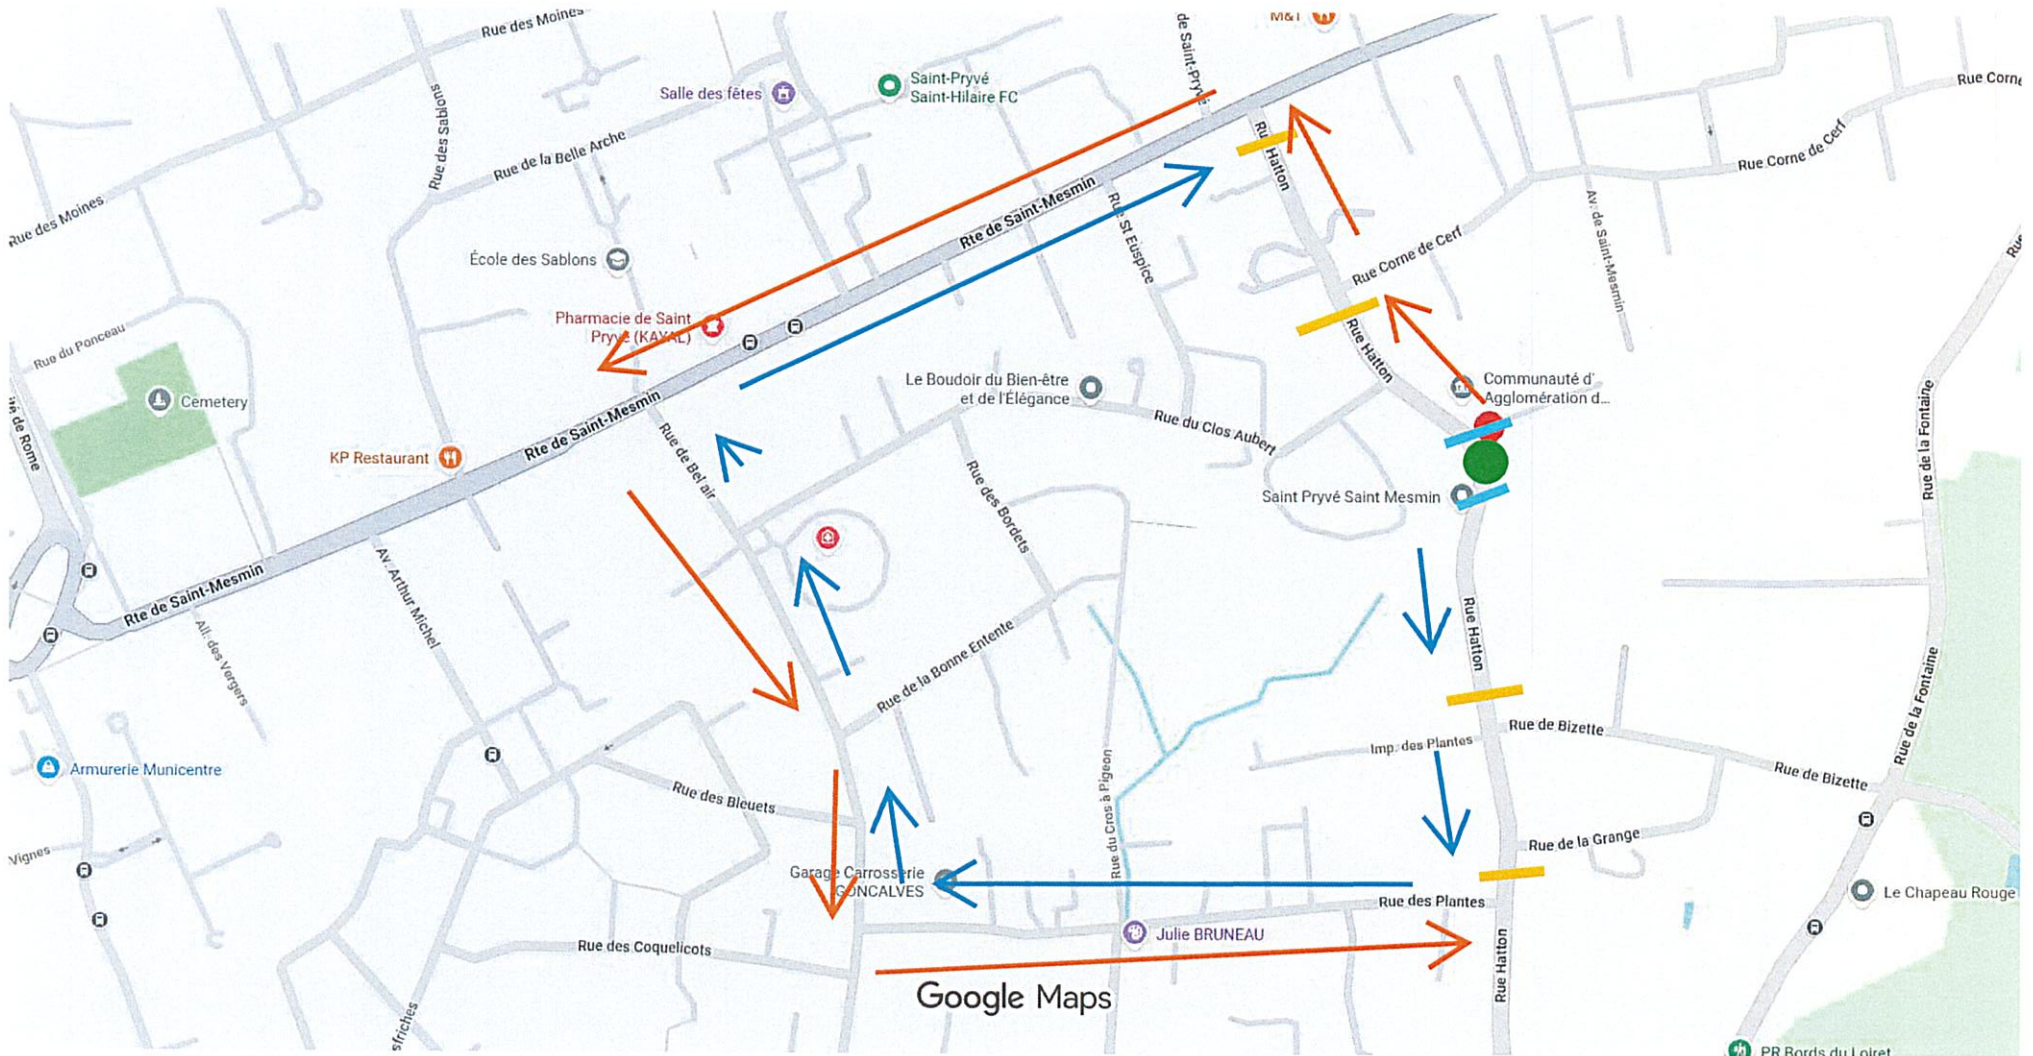 Rue des Moines
de Saint-Pryvé
M&T
Salle des fêtes
Saint-Pryvé
Saint-Hilaire FC
Rue Corne
Rue des Sablons
Rue de la Belle Arche
Rue Hatton
Rue Corne de Cerf
Rue des Moines
Rte de Saint-Mesmin
Rue St Euspice
Av. de Saint-Mesmin
École des Sablons
Rue Corne de Cerf
Pharmacie de Saint
Pryvé (KAYAL)
Rue du Ponceau
Rue Hatton
Cemetery
Le Boudoir du Bien-être
et de l'Élégance
Communauté d'
Agglomération d...
Rue du Clos Aubert
Rue de la Fontaine
de Rome
Rte de Saint-Mesmin
Rue de Bel air
KP Restaurant
Saint Pryvé Saint Mesmin
Rue des Bordets
Rte de Saint-Mesmin
Av. Arthur Michel
All. des Vergers
Rue Hatton
Rue de la Bonne Entente
Rue de la Fontaine
Rue de Bizette
Imp. des Plantes
Armurerie Municentre
Rue de Bizette
Rue des Bleuets
Rue du Cros à Pigeon
Vignes
Rue de la Grange
Garage Carrosserie
GONCALVES
Le Chapeau Rouge
Rue des Plantes
Julie BRUNEAU
Rue des Coquelicots
Rue Hatton
Google Maps
sfriches
PR Bords du Loiret